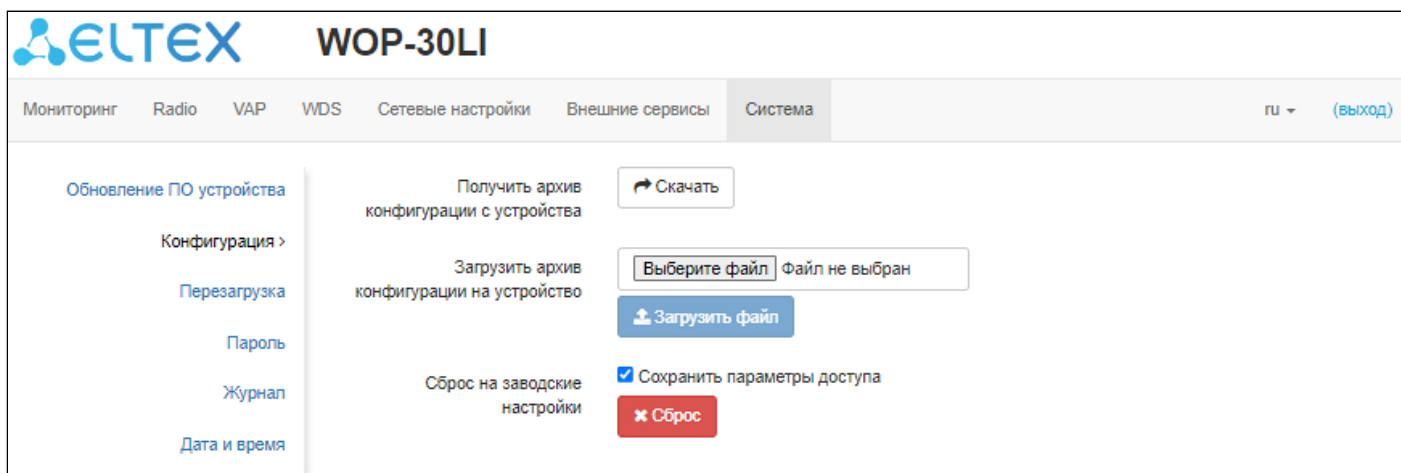 ELTEX WOP-30LI
Мониторинг Radio VAP WDS Сетевые настройки Внешние сервисы Система ru (выход)
Обновление ПО устройства
Конфигурация >
Перезагрузка
Пароль
Журнал
Дата и время
Получить архив
конфигурации с устройства
Скачать
Загрузить архив
конфигурации на устройство
Выберите файл Файл не выбран
Загрузить файл
Сброс на заводские
настройки
Сохранить параметры доступа
Сброс